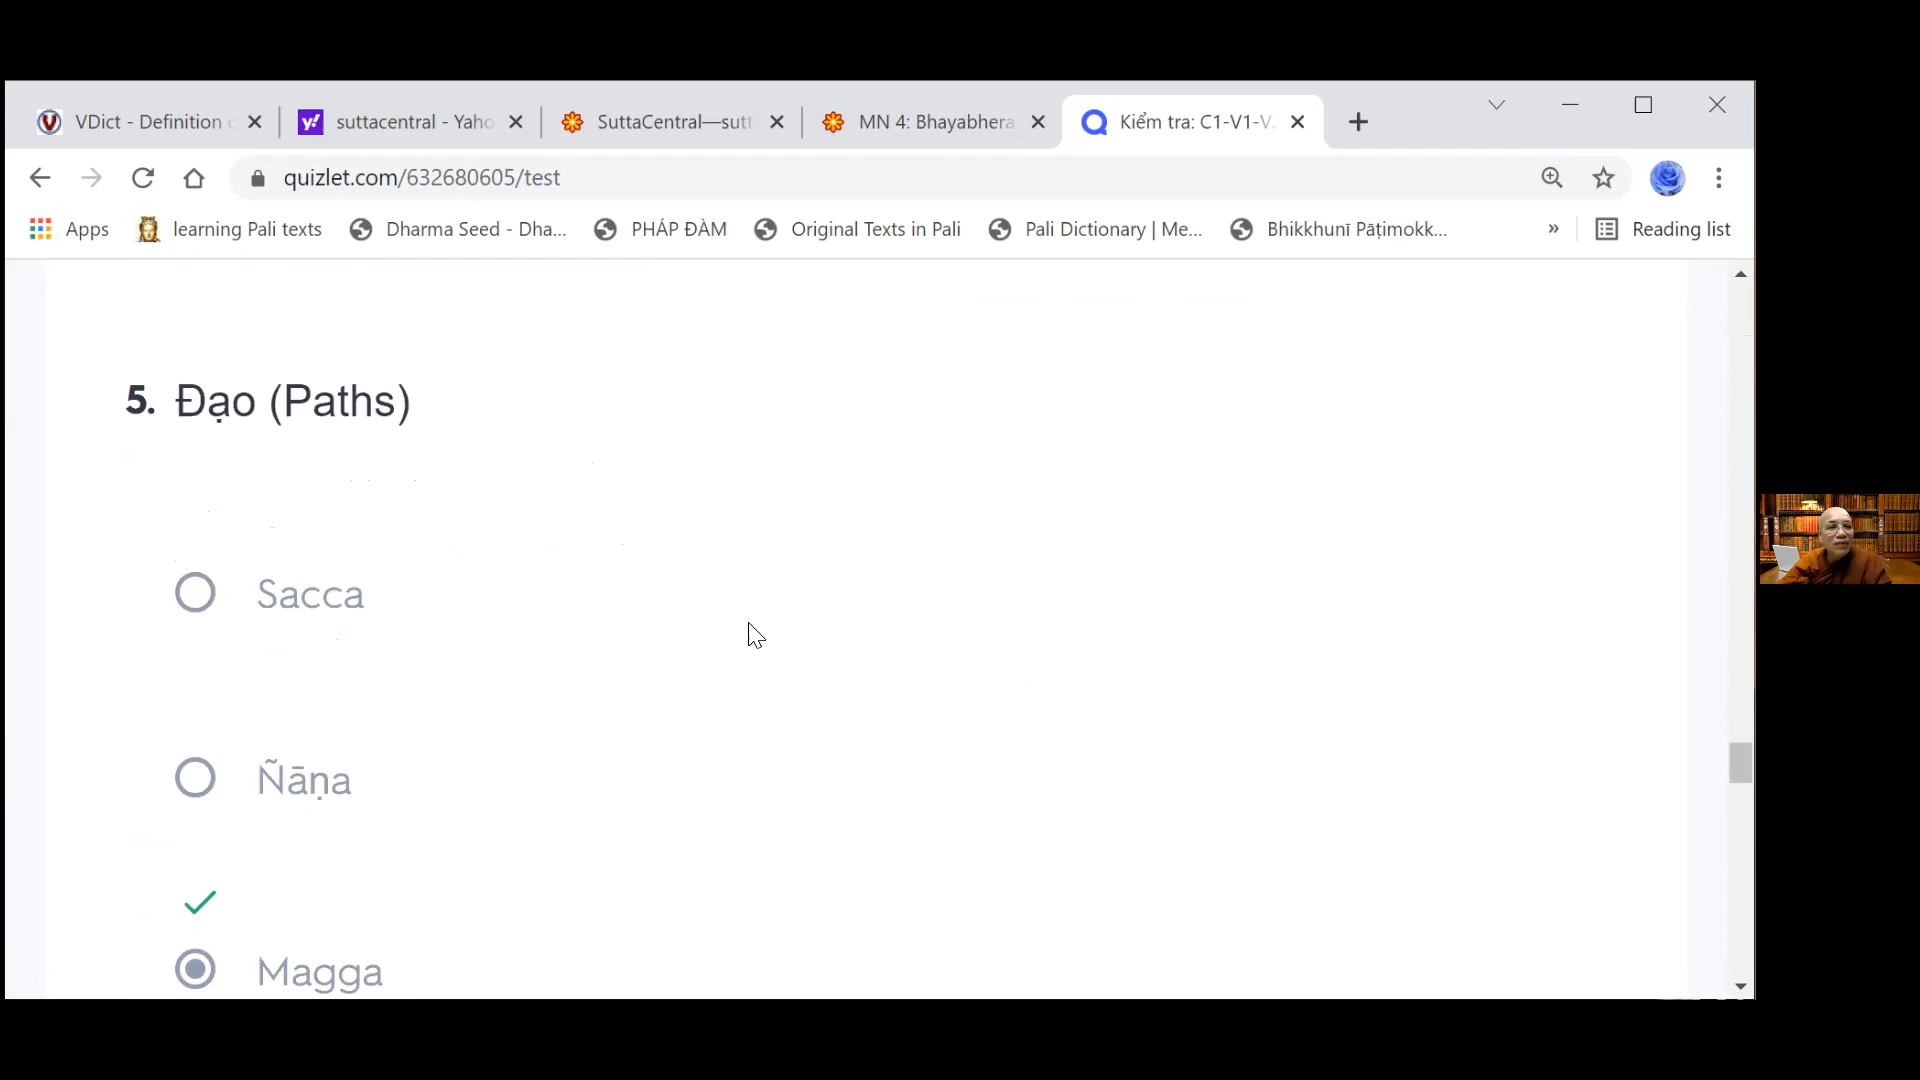 VDict - Definition
suttacentral - Yaho
SuttaCentral—sutt
MN 4: Bhayabhera
Kiểm tra: C1-V1-V
quizlet.com/632680605/test
Apps
learning Pali texts
Dharma Seed - Dha...
PHÁP ĐÀM
Original Texts in Pali
Pali Dictionary | Me...
Bhikkhunī Pāṭimokk...
»
Reading list
5. Đạo (Paths)
Sacca
Ñāṇa
Magga